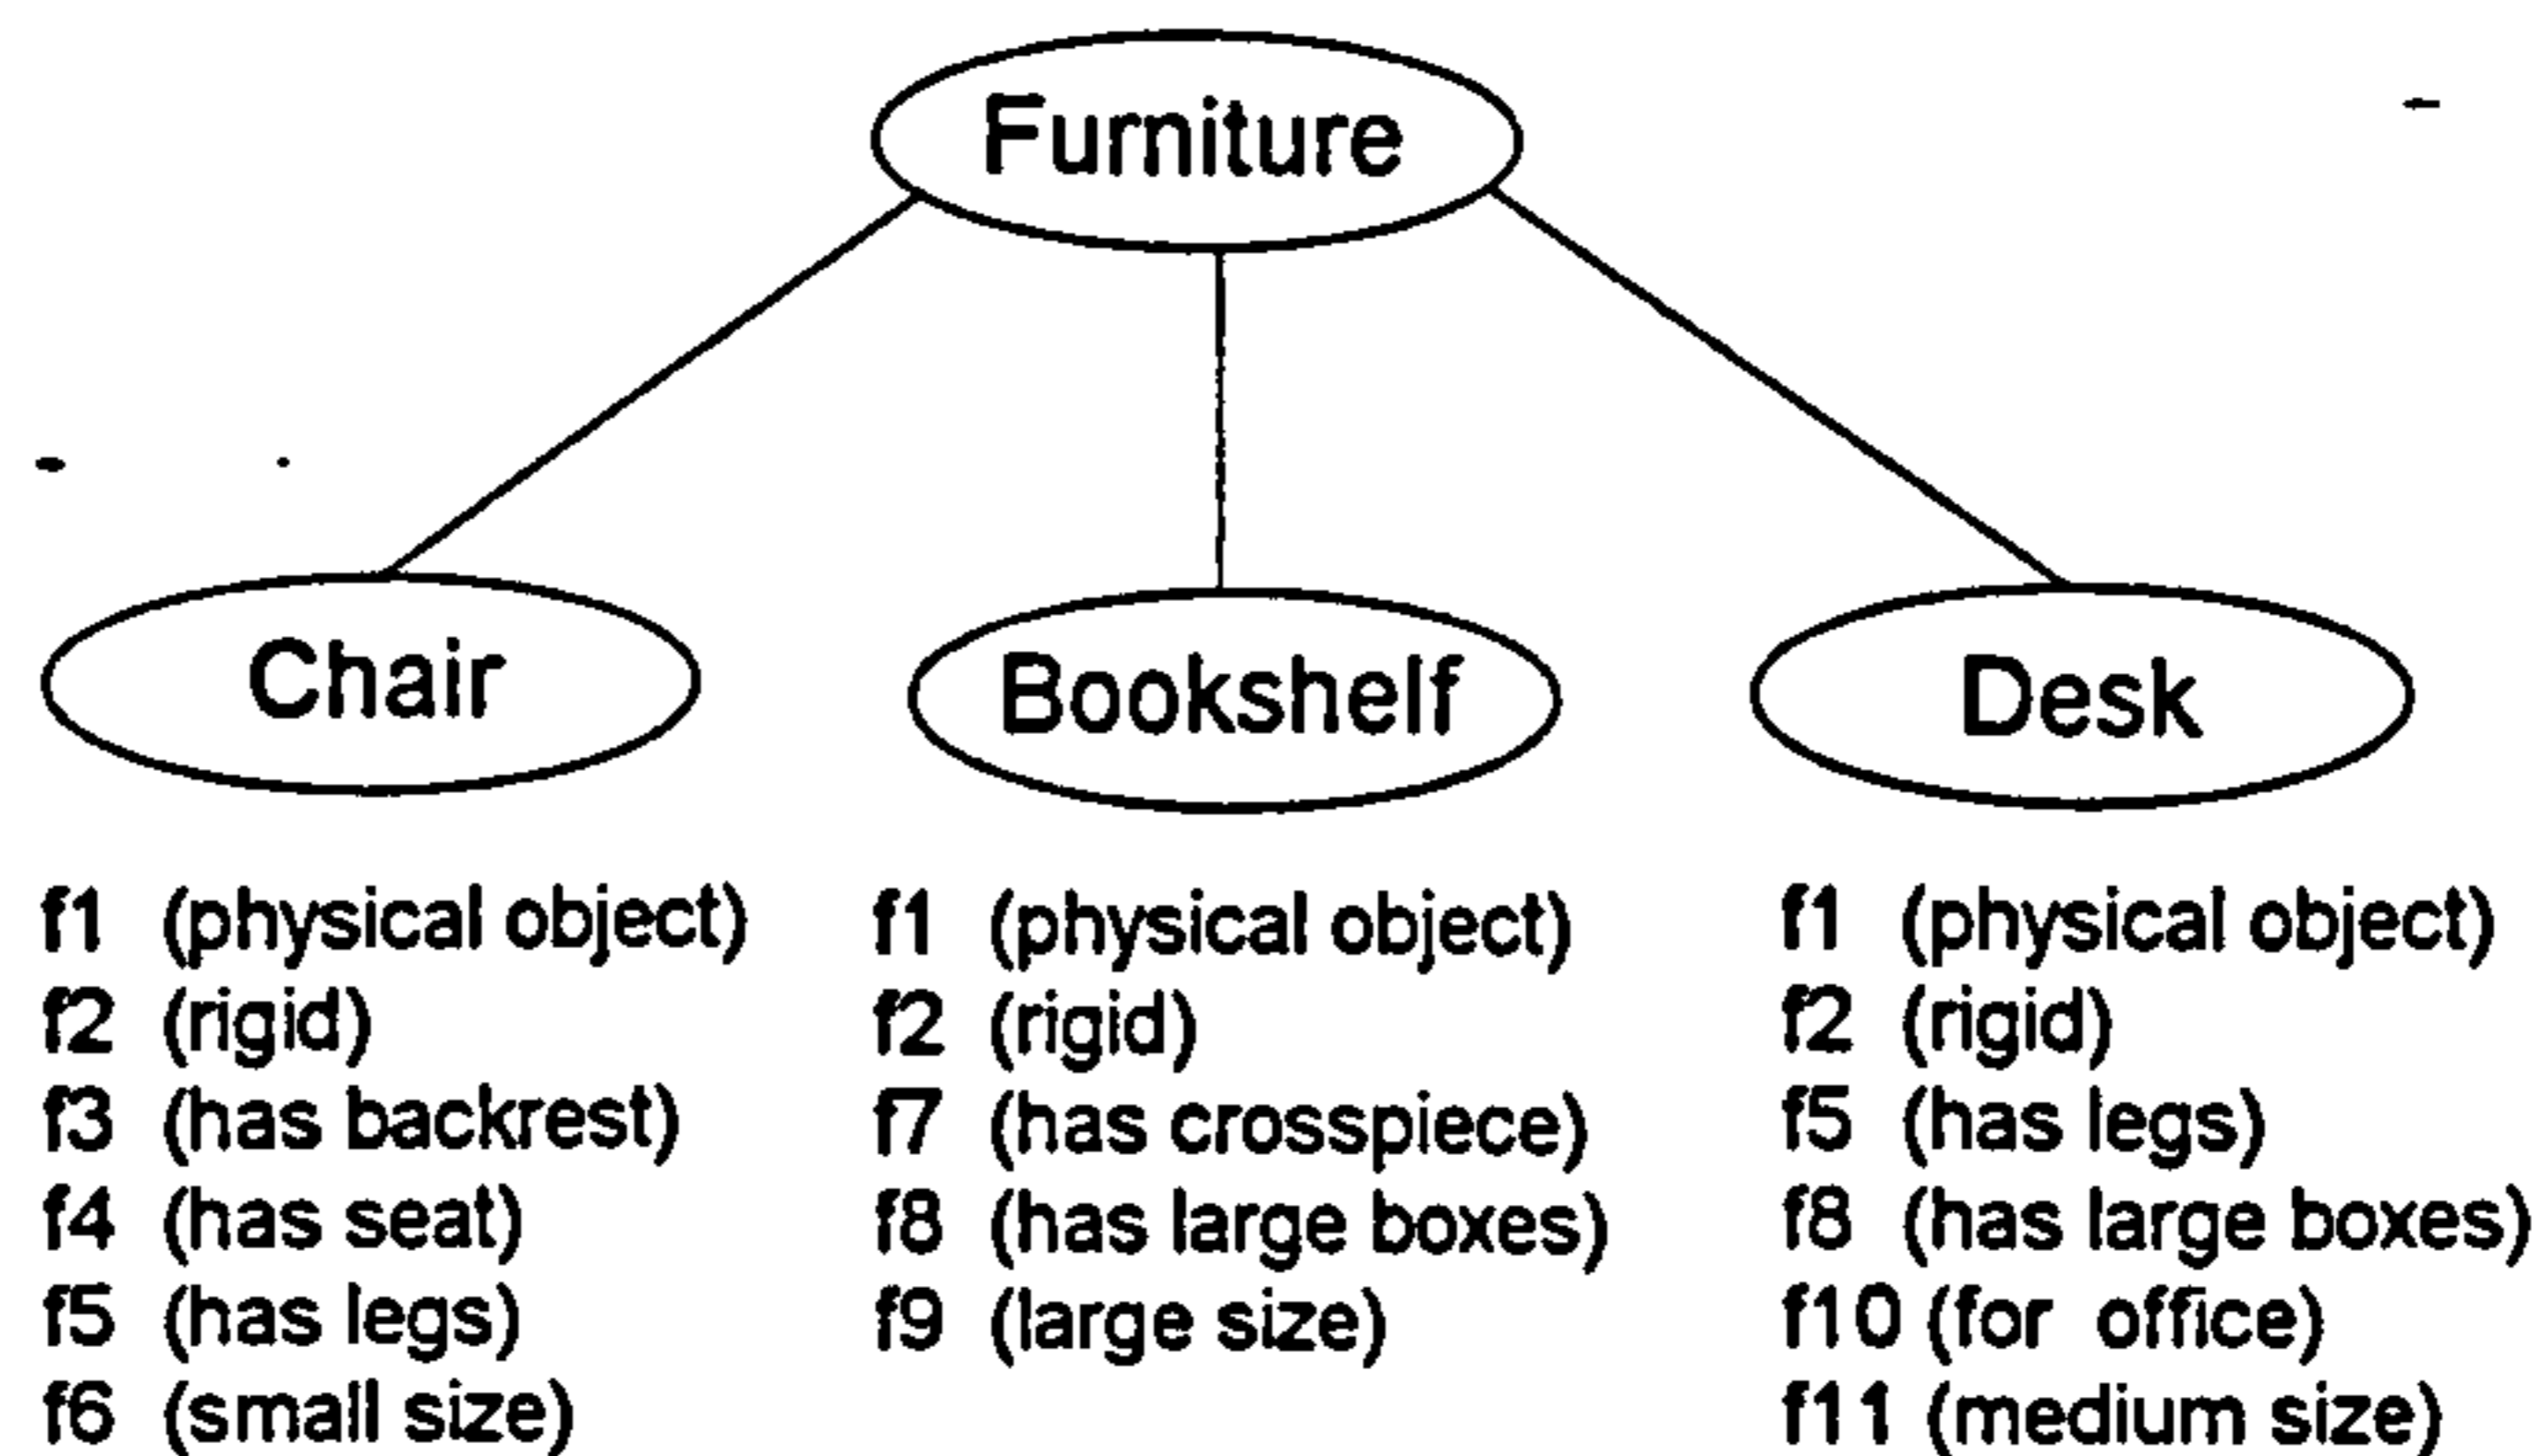 Furniture
Chair
Bookshelf
Desk
f1 (physical object)
f2 (rigid)
f3 (has backrest)
f4 (has seat)
f5 (has legs)
f6 (small size)
f1 (physical object)
f2 (rigid)
f7 (has crosspiece)
f8 (has large boxes)
f9 (large size)
f1 (physical object)
f2 (rigid)
f5 (has legs)
f8 (has large boxes)
f10 (for office)
f11 (medium size)